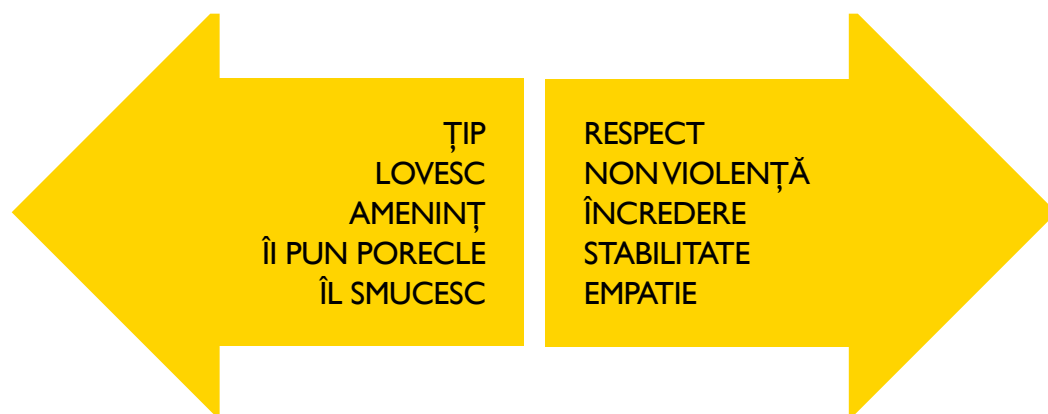 ȚIP
LOVESC
AMENINȚ
ÎI PUN PORECLE
ÎL SMUCESC
RESPECT
NON VIOLENȚĂ
ÎNCREDERE
STABILITATE
EMPATIE